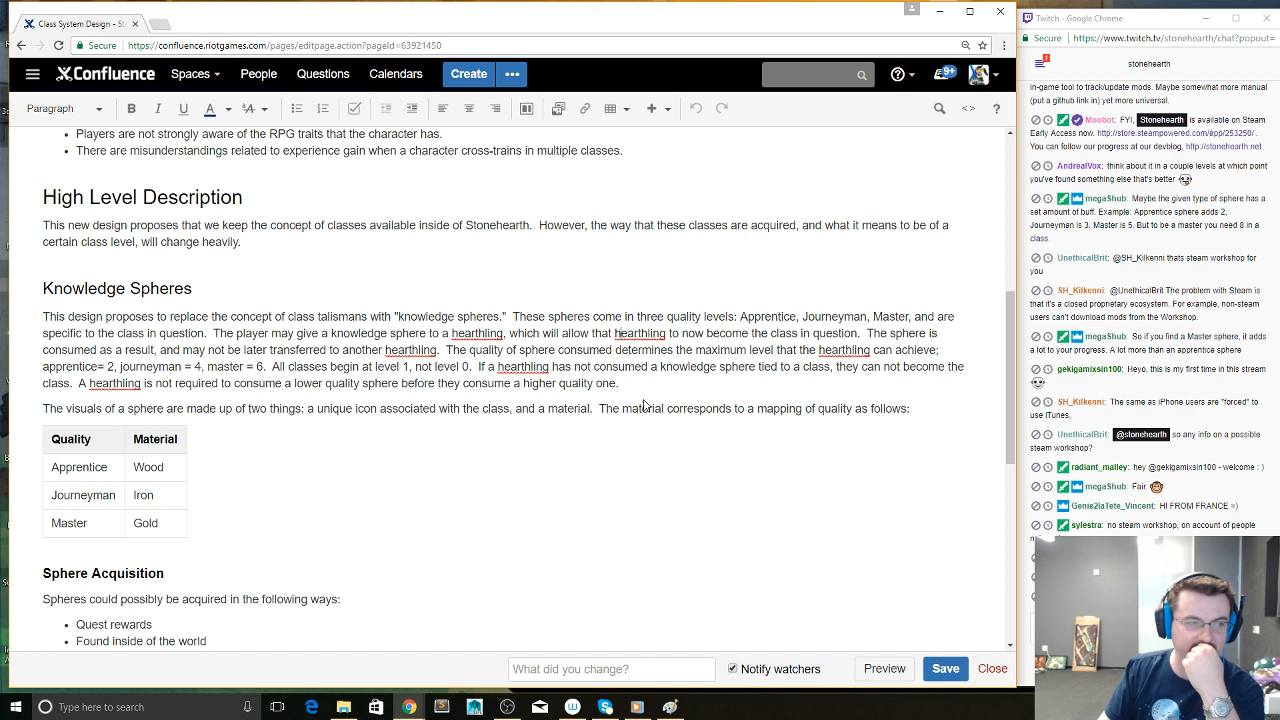 Class System Design - St
Twitch - Google Chrome
Secure https://confluence.riotgames.com/pages/editpage.action?pageId=63921450
Secure https://www.twitch.tv/stonehearth/chat?popout=
Confluence Spaces People Questions Calendars Create ••• 9+
1 stonehearth
Paragraph B I U A
Players are not strongly aware of the RPG traits that the character has.
There are misunderstandings related to experience gain when a character cross-trains in multiple classes.
High Level Description
This new design proposes that we keep the concept of classes available inside of Stonehearth. However, the way that these classes are acquired, and what it means to be of a
certain class level, will change heavily.
Knowledge Spheres
This design proposes to replace the concept of class talismans with "knowledge spheres." These spheres come in three quality levels: Apprentice, Journeyman, Master, and are
specific to the class in question. The player may give a knowledge sphere to a hearthling, which will allow that hearthling to now become the class in question. The sphere is
consumed as a result, and may not be later transferred to another hearthling. The quality of sphere consumed determines the maximum level that the hearthling can achieve;
apprentice= 2, journeyman = 4, master = 6. All classes begin at level 1, not level 0. If a hearthling has not consumed a knowledge sphere tied to a class, they can not become the
class. A hearthling is not required to consume a lower quality sphere before they consume a higher quality one.
The visuals of a sphere are made up of two things: a unique icon associated with the class, and a material. The material corresponds to a mapping of quality as follows:
Quality Material
Apprentice Wood
Journeyman Iron
Master Gold
Sphere Acquisition
Spheres could possibly be acquired in the following ways:
Quest rewards
Found inside of the world
What did you change? Notify watchers Preview Save Close
in-game tool to track/update mods. Maybe somewhat more manual
(put a github link in) yet more universal.
Moobot: FYI, Stonehearth is available on Steam
Early Access now. http://store.steampowered.com/app/253250/ .
You can follow our progress at our devblog, http://stonehearth.net
AndrealVox: think about it in a couple levels at which point
you've found something else that's better
megaShub: Maybe the given type of sphere has a
set amount of buff. Example: Apprentice sphere adds 2,
Journeyman is 3, Master is 5. But to be a master you need 8 in a
class.
UnethicalBrit: @SH_Kilkenni thats steam workshop for
you
SH_Kilkenni: @UnethicalBrit The problem with Steam is
that it's a closed proprietary ecosystem. For example, non-steam
users can't download mods from the Workshop.
megaShub: So if you find a Master sphere, it
adds a lot to your progress. A lot more than an apprentice sphere
gekigamixsin100: Heyo, this is my first time in this stream
SH_Kilkenni: The same as iPhone users are "forced" to
use iTunes,
UnethicalBrit: @stonehearth so any info on a possible
steam workshop?
radiant_malley: hey @gekigamixsin100 - welcome : )
megaShub: Fair.
Genie2laTete_Vincent: HI FROM FRANCE =)
sylestra: no steam workshop, on account of people
Type here to search